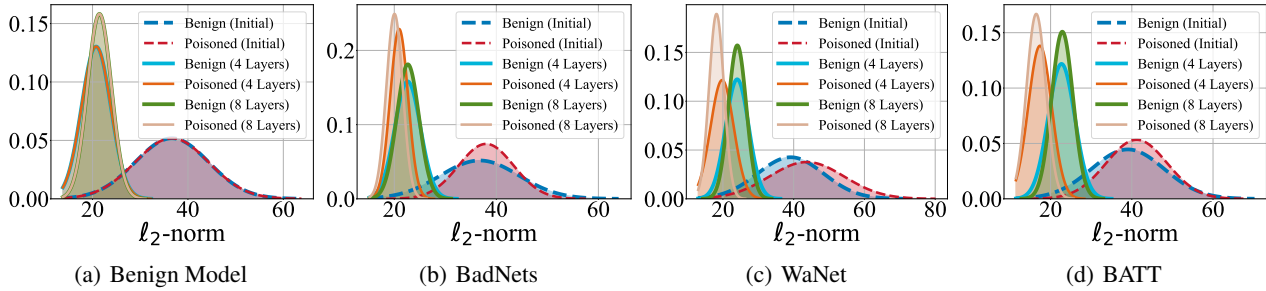 0.15
0.10
0.05
0.00
20 40 60
ℓ2-norm
Benign (Initial)
Poisoned (Initial)
Benign (4 Layers)
Poisoned (4 Layers)
Benign (8 Layers)
Poisoned (8 Layers)
(a) Benign Model
0.2
0.1
0.0
20 40 60
ℓ2-norm
Benign (Initial)
Poisoned (Initial)
Benign (4 Layers)
Poisoned (4 Layers)
Benign (8 Layers)
Poisoned (8 Layers)
(b) BadNets
0.15
0.10
0.05
0.00
20 40 60 80
ℓ2-norm
Benign (Initial)
Poisoned (Initial)
Benign (4 Layers)
Poisoned (4 Layers)
Benign (8 Layers)
Poisoned (8 Layers)
(c) WaNet
0.15
0.10
0.05
0.00
20 40 60
ℓ2-norm
Benign (Initial)
Poisoned (Initial)
Benign (4 Layers)
Poisoned (4 Layers)
Benign (8 Layers)
Poisoned (8 Layers)
(d) BATT